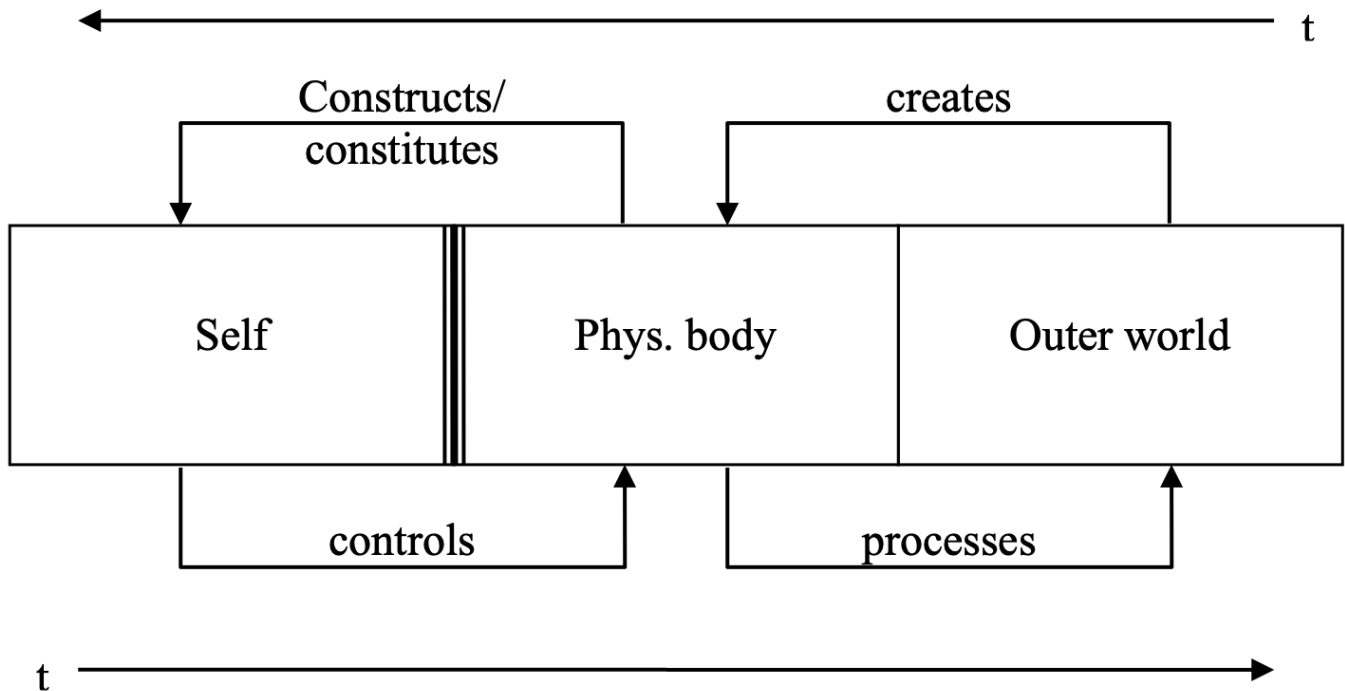 t
Constructs/
constitutes
creates
Self
Phys. body
Outer world
controls
processes
t